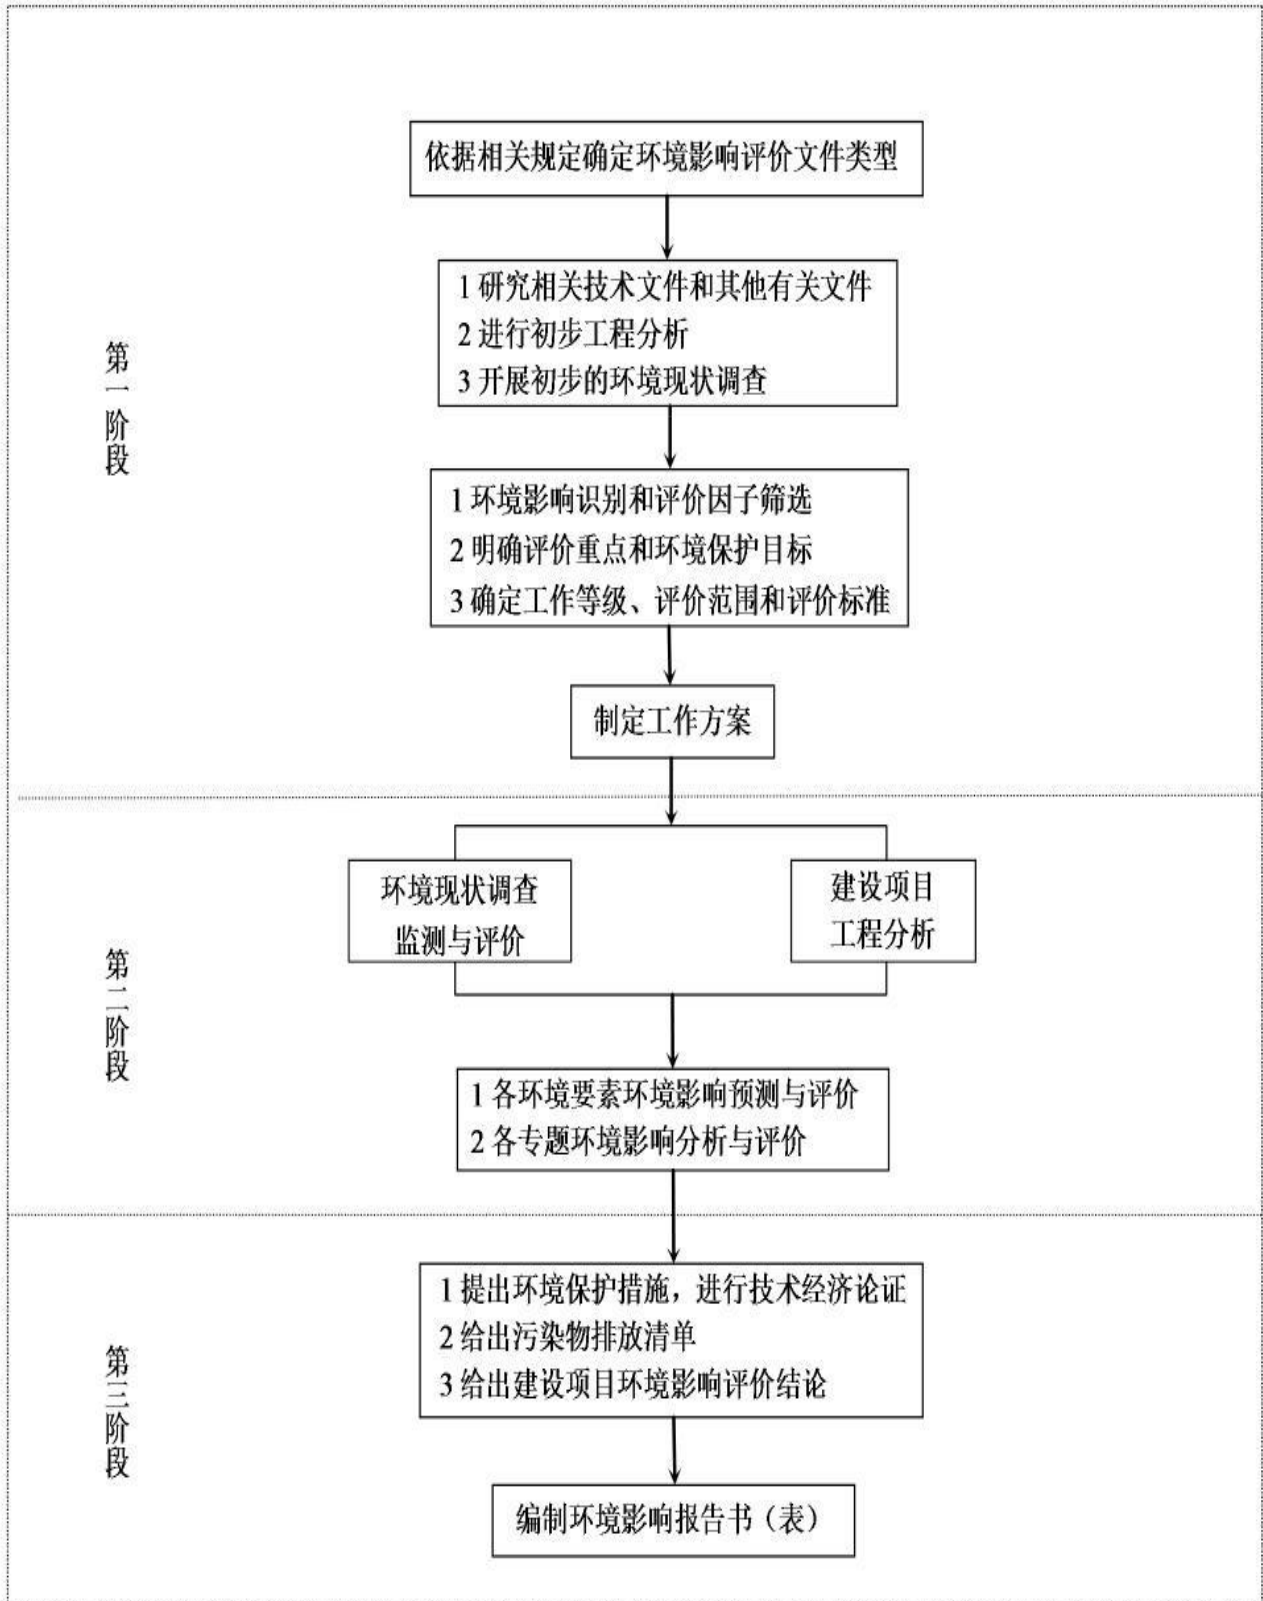 依据相关规定确定环境影响评价文件类型
1 研究相关技术文件和其他有关文件
2 进行初步工程分析
3 开展初步的环境现状调查
第一阶段
1 环境影响识别和评价因子筛选
2 明确评价重点和环境保护目标
3 确定工作等级、评价范围和评价标准
制定工作方案
环境现状调查
监测与评价
建设项目
工程分析
第二阶段
1 各环境要素环境影响预测与评价
2 各专题环境影响分析与评价
1 提出环境保护措施，进行技术经济论证
2 给出污染物排放清单
3 给出建设项目环境影响评价结论
第三阶段
编制环境影响报告书（表）